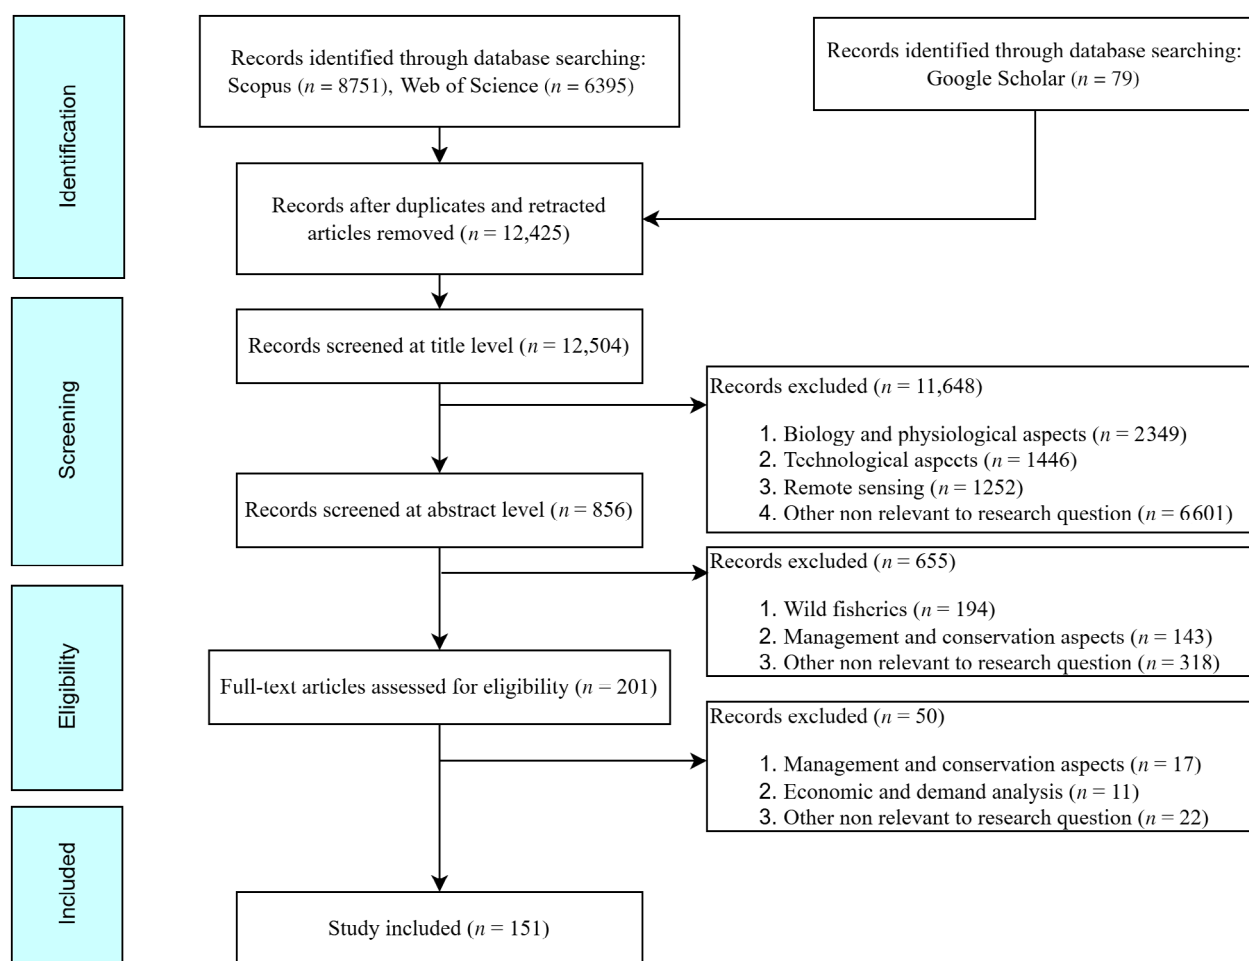 Identification
Records identified through database searching:
Scopus (n = 8751), Web of Science (n = 6395)
Records identified through database searching:
Google Scholar (n = 79)
Records after duplicates and retracted
articles removed (n = 12,425)
Screening
Records screened at title level (n = 12,504)
Records excluded (n = 11,648)
1. Biology and physiological aspects (n = 2349)
2. Technological aspects (n = 1446)
3. Remote sensing (n = 1252)
4. Other non relevant to research question (n = 6601)
Records screened at abstract level (n = 856)
Records excluded (n = 655)
1. Wild fisheries (n = 194)
2. Management and conservation aspects (n = 143)
3. Other non relevant to research question (n = 318)
Eligibility
Full-text articles assessed for eligibility (n = 201)
Records excluded (n = 50)
1. Management and conservation aspects (n = 17)
2. Economic and demand analysis (n = 11)
3. Other non relevant to research question (n = 22)
Included
Study included (n = 151)